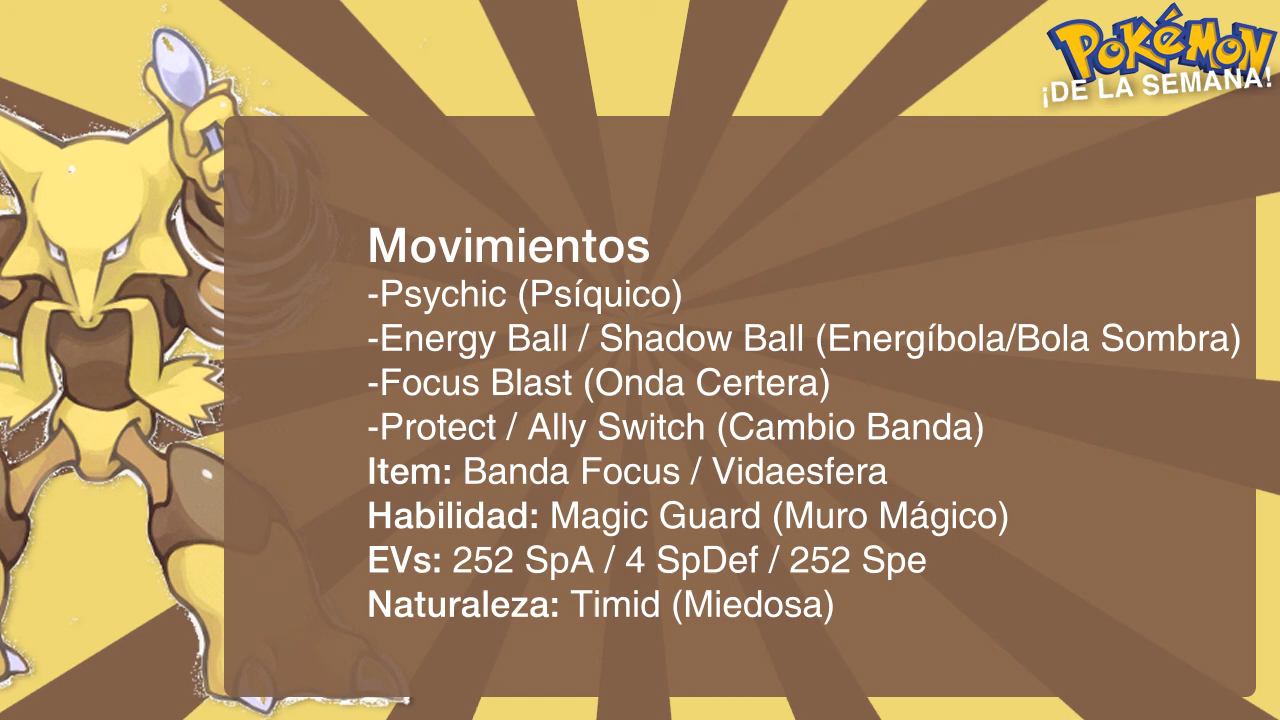 POKéMON
¡DE LA SEMANA!
Movimientos
-Psychic (Psíquico)
-Energy Ball / Shadow Ball (Energíbola/Bola Sombra)
-Focus Blast (Onda Certera)
-Protect / Ally Switch (Cambio Banda)
Item: Banda Focus / Vidaesfera
Habilidad: Magic Guard (Muro Mágico)
EVs: 252 SpA / 4 SpDef / 252 Spe
Naturaleza: Timid (Miedosa)